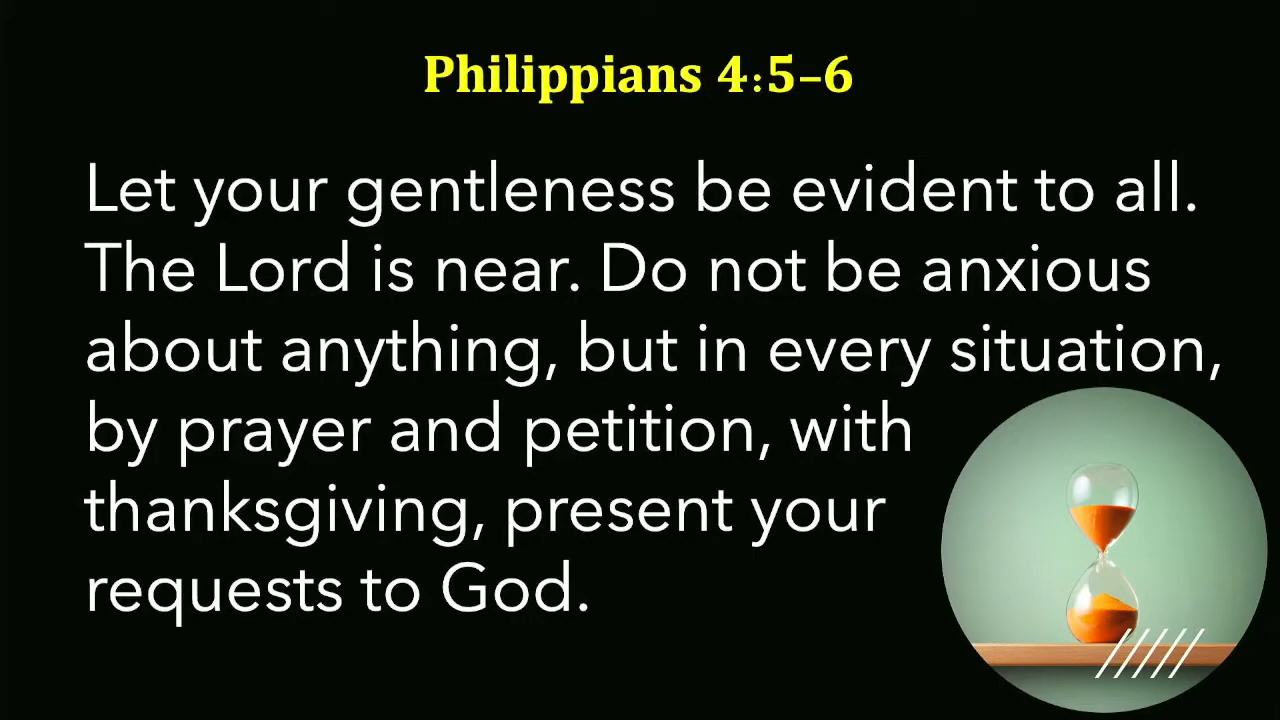 Philippians 4:5–6
Let your gentleness be evident to all.
The Lord is near. Do not be anxious
about anything, but in every situation,
by prayer and petition, with
thanksgiving, present your
requests to God.